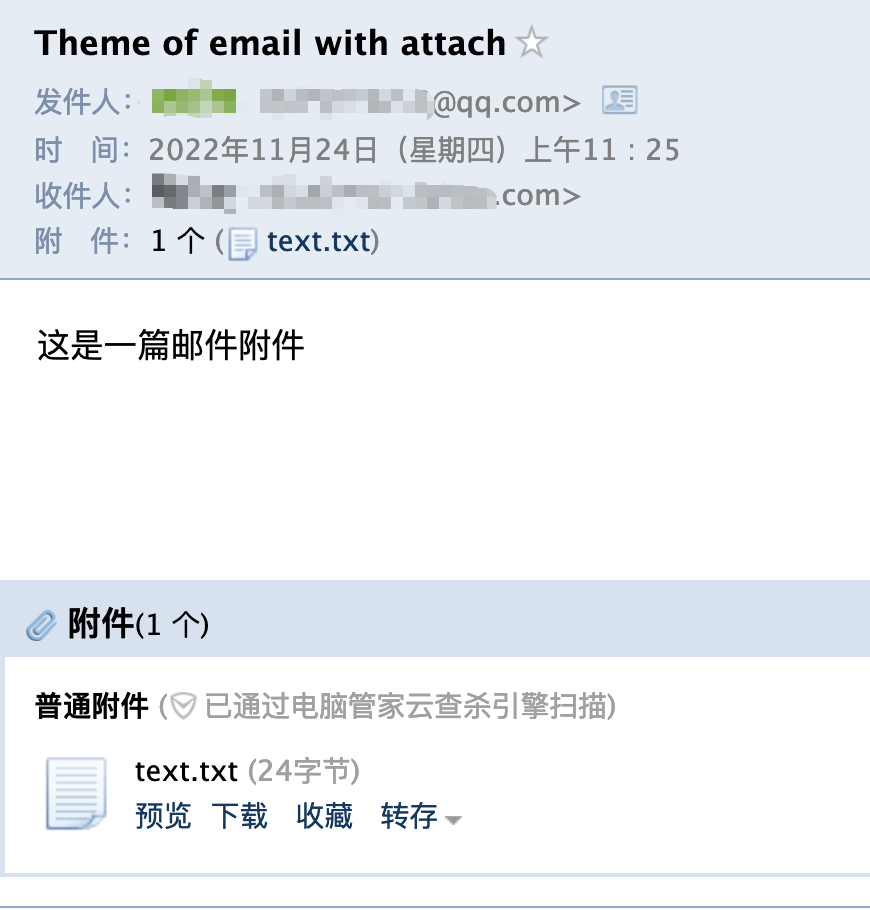 Theme of email with attach
发件人： @qq.com>
时 间： 2022年11月24日（星期四）上午11：25
收件人： .com>
附 件： 1 个 (text.txt)
这是一篇邮件附件
附件(1 个)
普通附件 (已通过电脑管家云查杀引擎扫描)
text.txt (24字节)
预览 下载 收藏 转存